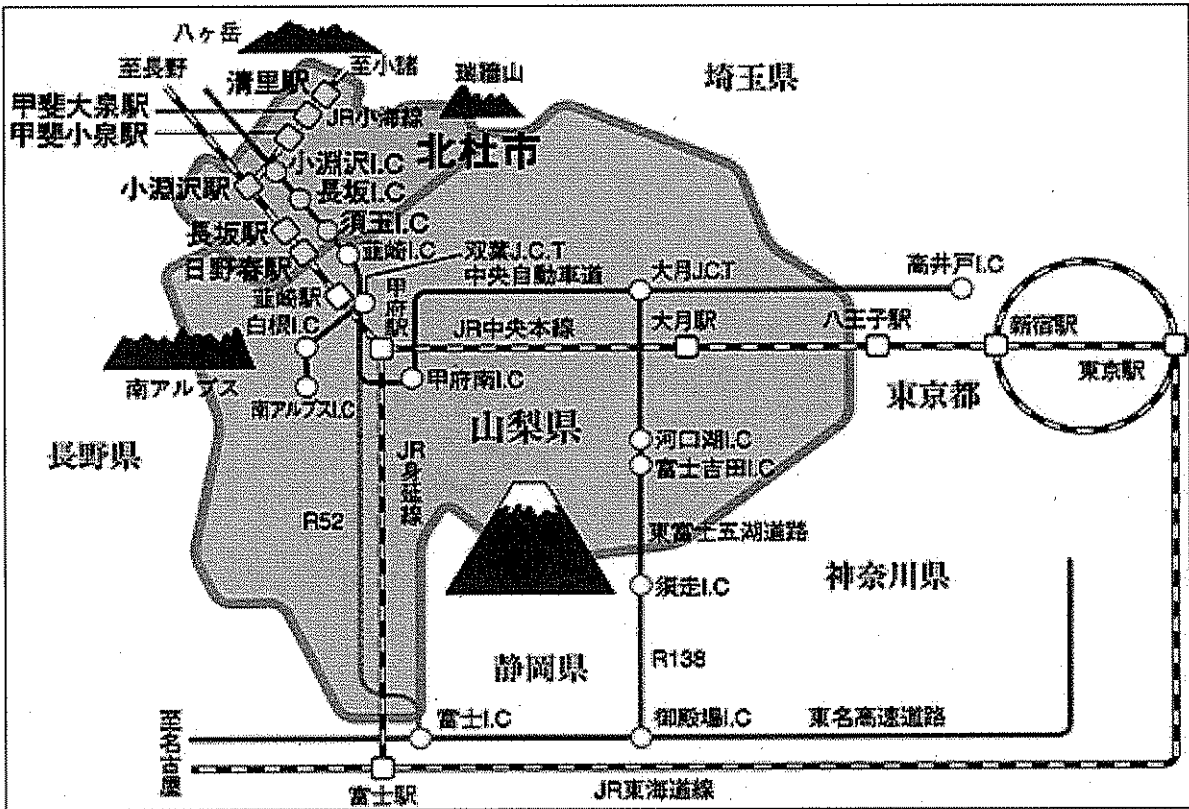 八ヶ岳
至長野
清里駅
至小諸
瑞牆山
埼玉県
甲斐大泉駅
JR小海線
甲斐小泉駅
北杜市
小淵沢I.C
小淵沢駅
長坂I.C
長坂駅
須玉I.C
日野春駅
韮崎I.C
双葉J.C.T
中央自動車道
大月J.C.T
高井戸I.C
韮崎駅
甲府駅
白根I.C
JR中央本線
大月駅
八王子駅
新宿駅
東京駅
南アルプス
南アルプスI.C
甲府南I.C
東京都
山梨県
長野県
JR身延線
河口湖I.C
富士吉田I.C
R52
東富士五湖道路
須走I.C
神奈川県
静岡県
R138
至名古屋
富士I.C
御殿場I.C
東名高速道路
富士駅
JR東海道線